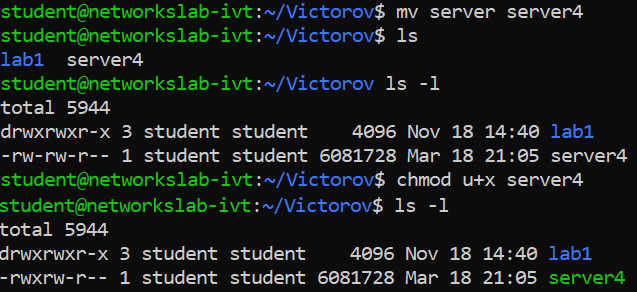 student@networkslab-ivt:~/Victorov$ mv server server4
student@networkslab-ivt:~/Victorov$ ls
lab1  server4
student@networkslab-ivt:~/Victorov ls -l
total 5944
drwxrwxr-x 3 student student    4096 Nov 18 14:40 lab1
-rw-rw-r-- 1 student student 6081728 Mar 18 21:05 server4
student@networkslab-ivt:~/Victorov$ chmod u+x server4
student@networkslab-ivt:~/Victorov$ ls -l
total 5944
drwxrwxr-x 3 student student    4096 Nov 18 14:40 lab1
-rwxrw-r-- 1 student student 6081728 Mar 18 21:05 server4